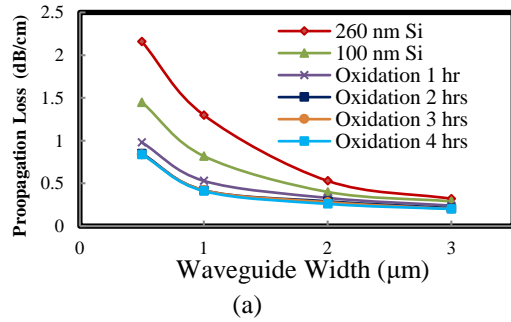 2.5
2
1.5
1
0.5
0
0
1
2
3
Proopagation Loss (dB/cm)
260 nm Si
100 nm Si
Oxidation 1 hr
Oxidation 2 hrs
Oxidation 3 hrs
Oxidation 4 hrs
Waveguide Width (μm)
(a)